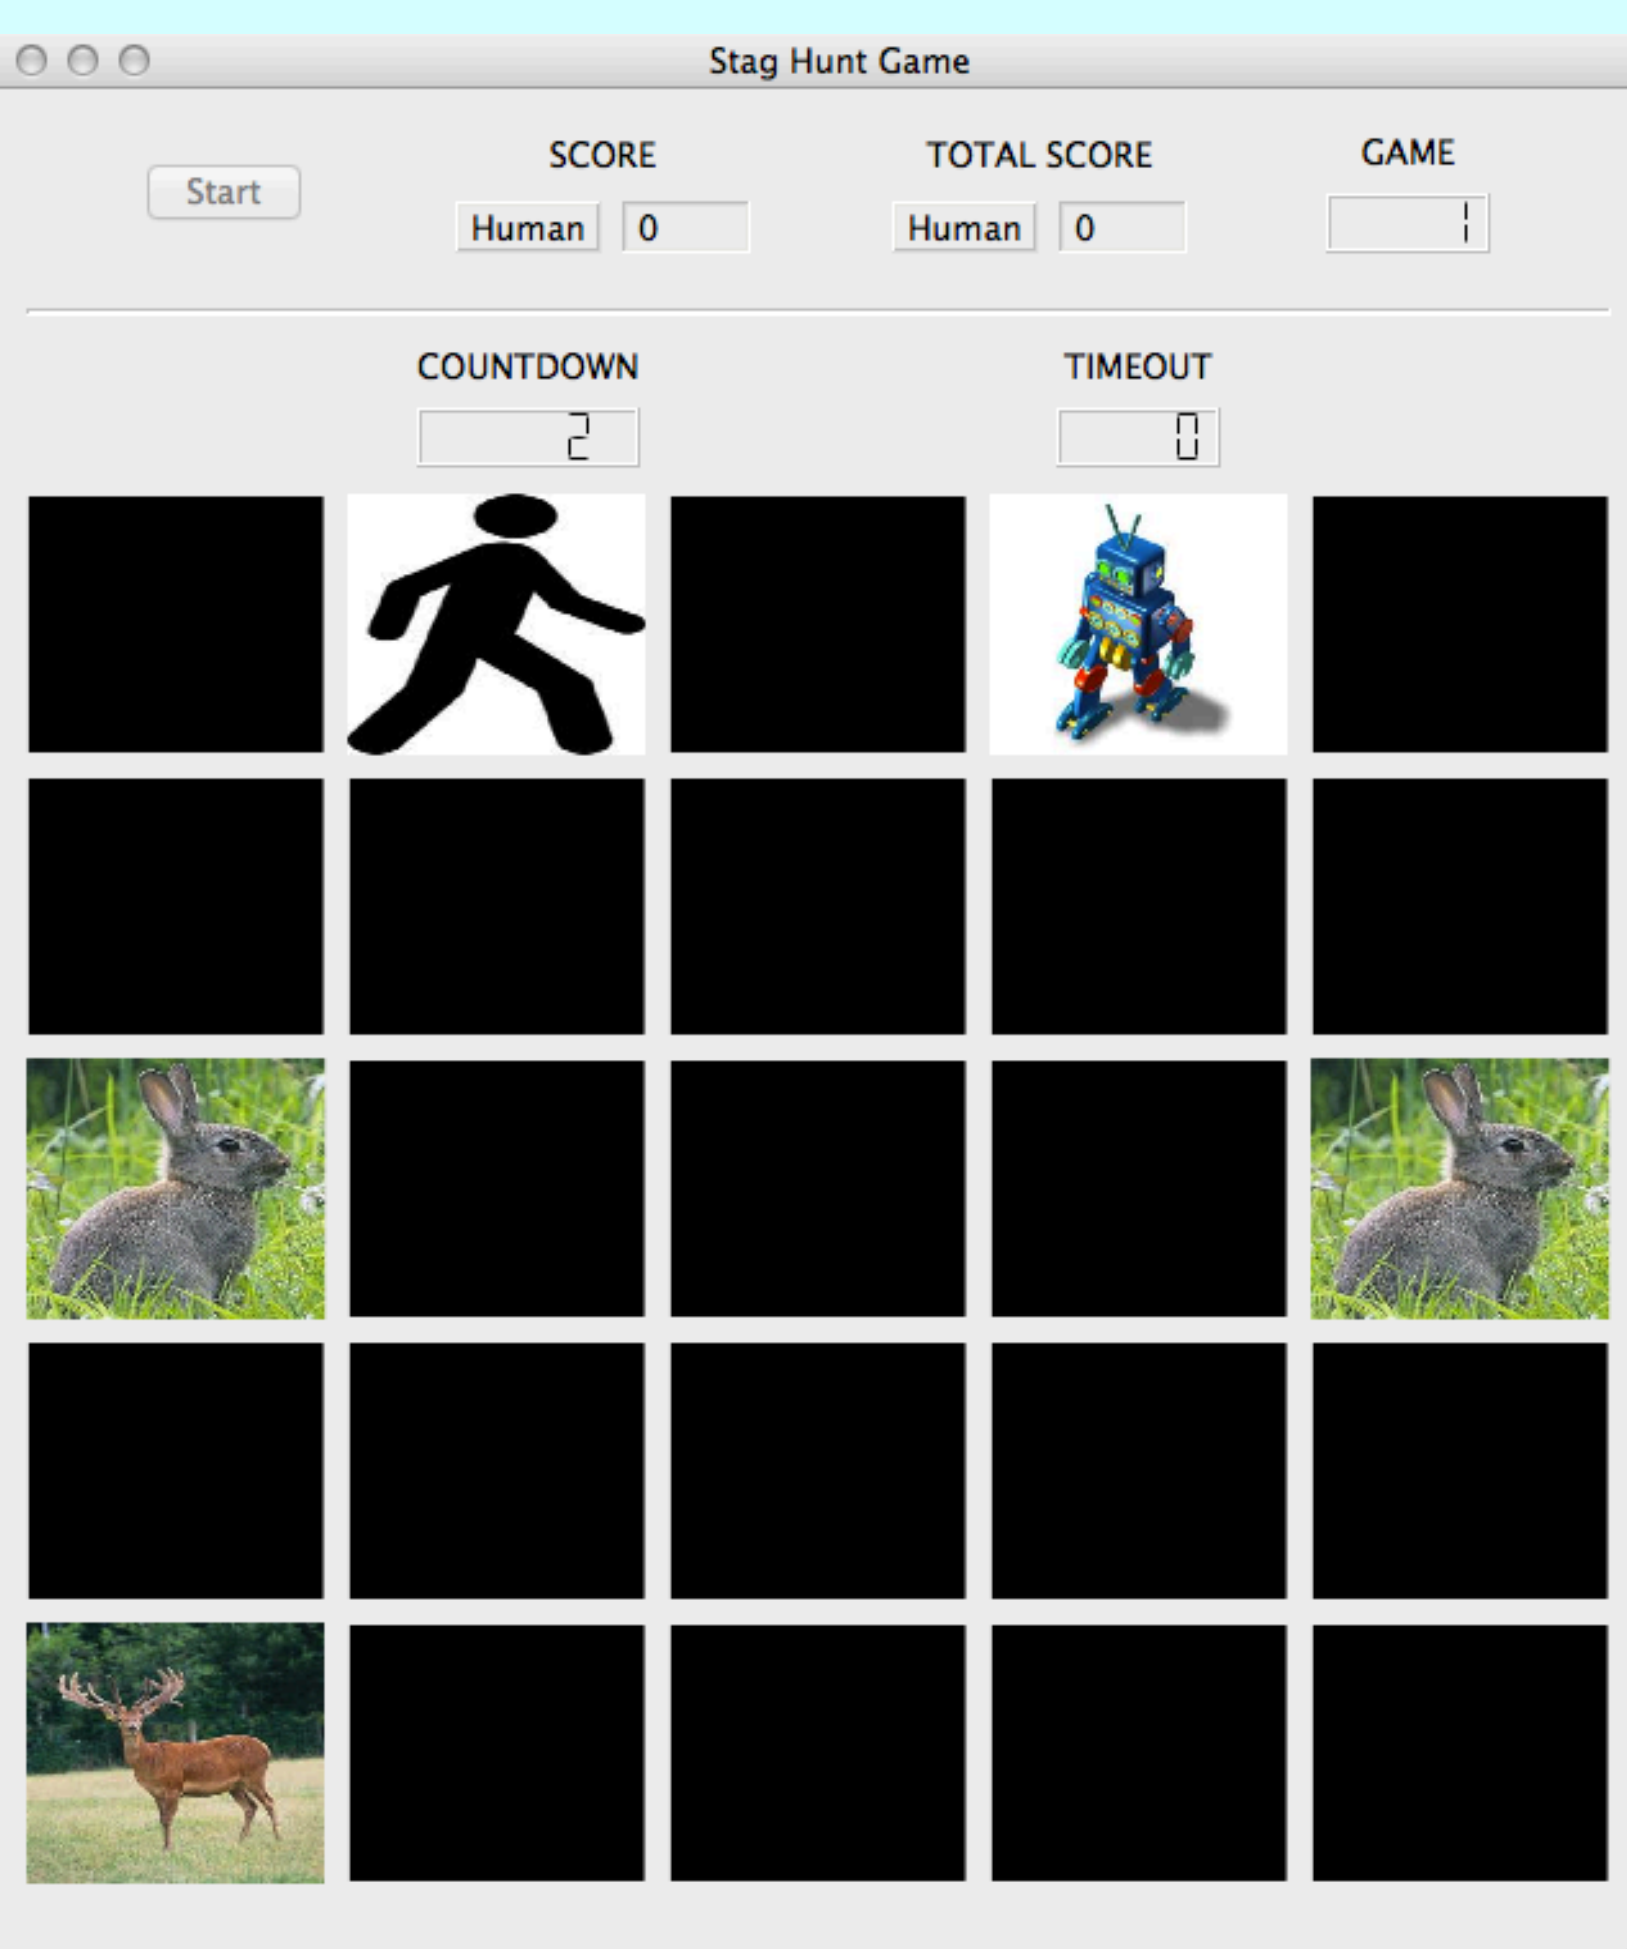 Stag Hunt Game
Start
SCORE
Human 0
TOTAL SCORE
Human 0
GAME
1
COUNTDOWN
2
TIMEOUT
0